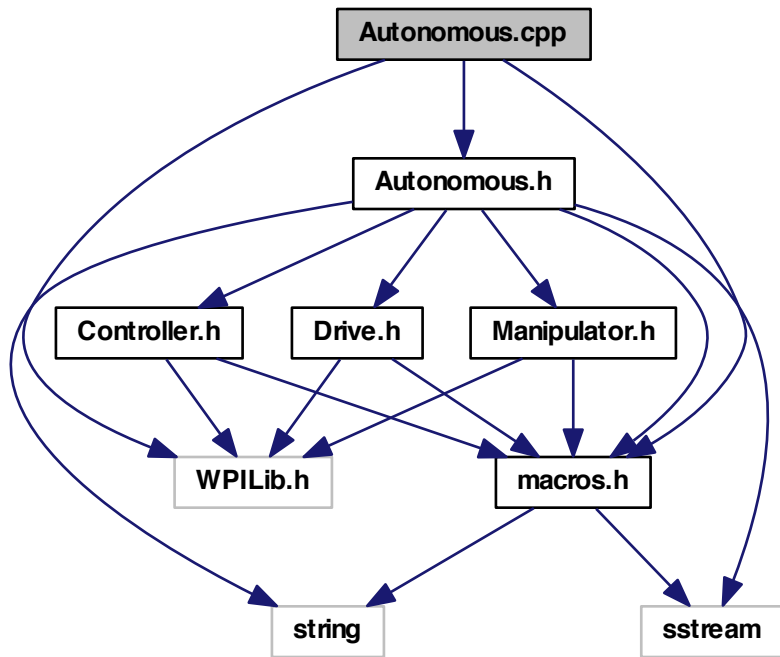 Autonomous.cpp
Autonomous.h
Controller.h
Drive.h
Manipulator.h
WPILib.h
macros.h
string
sstream